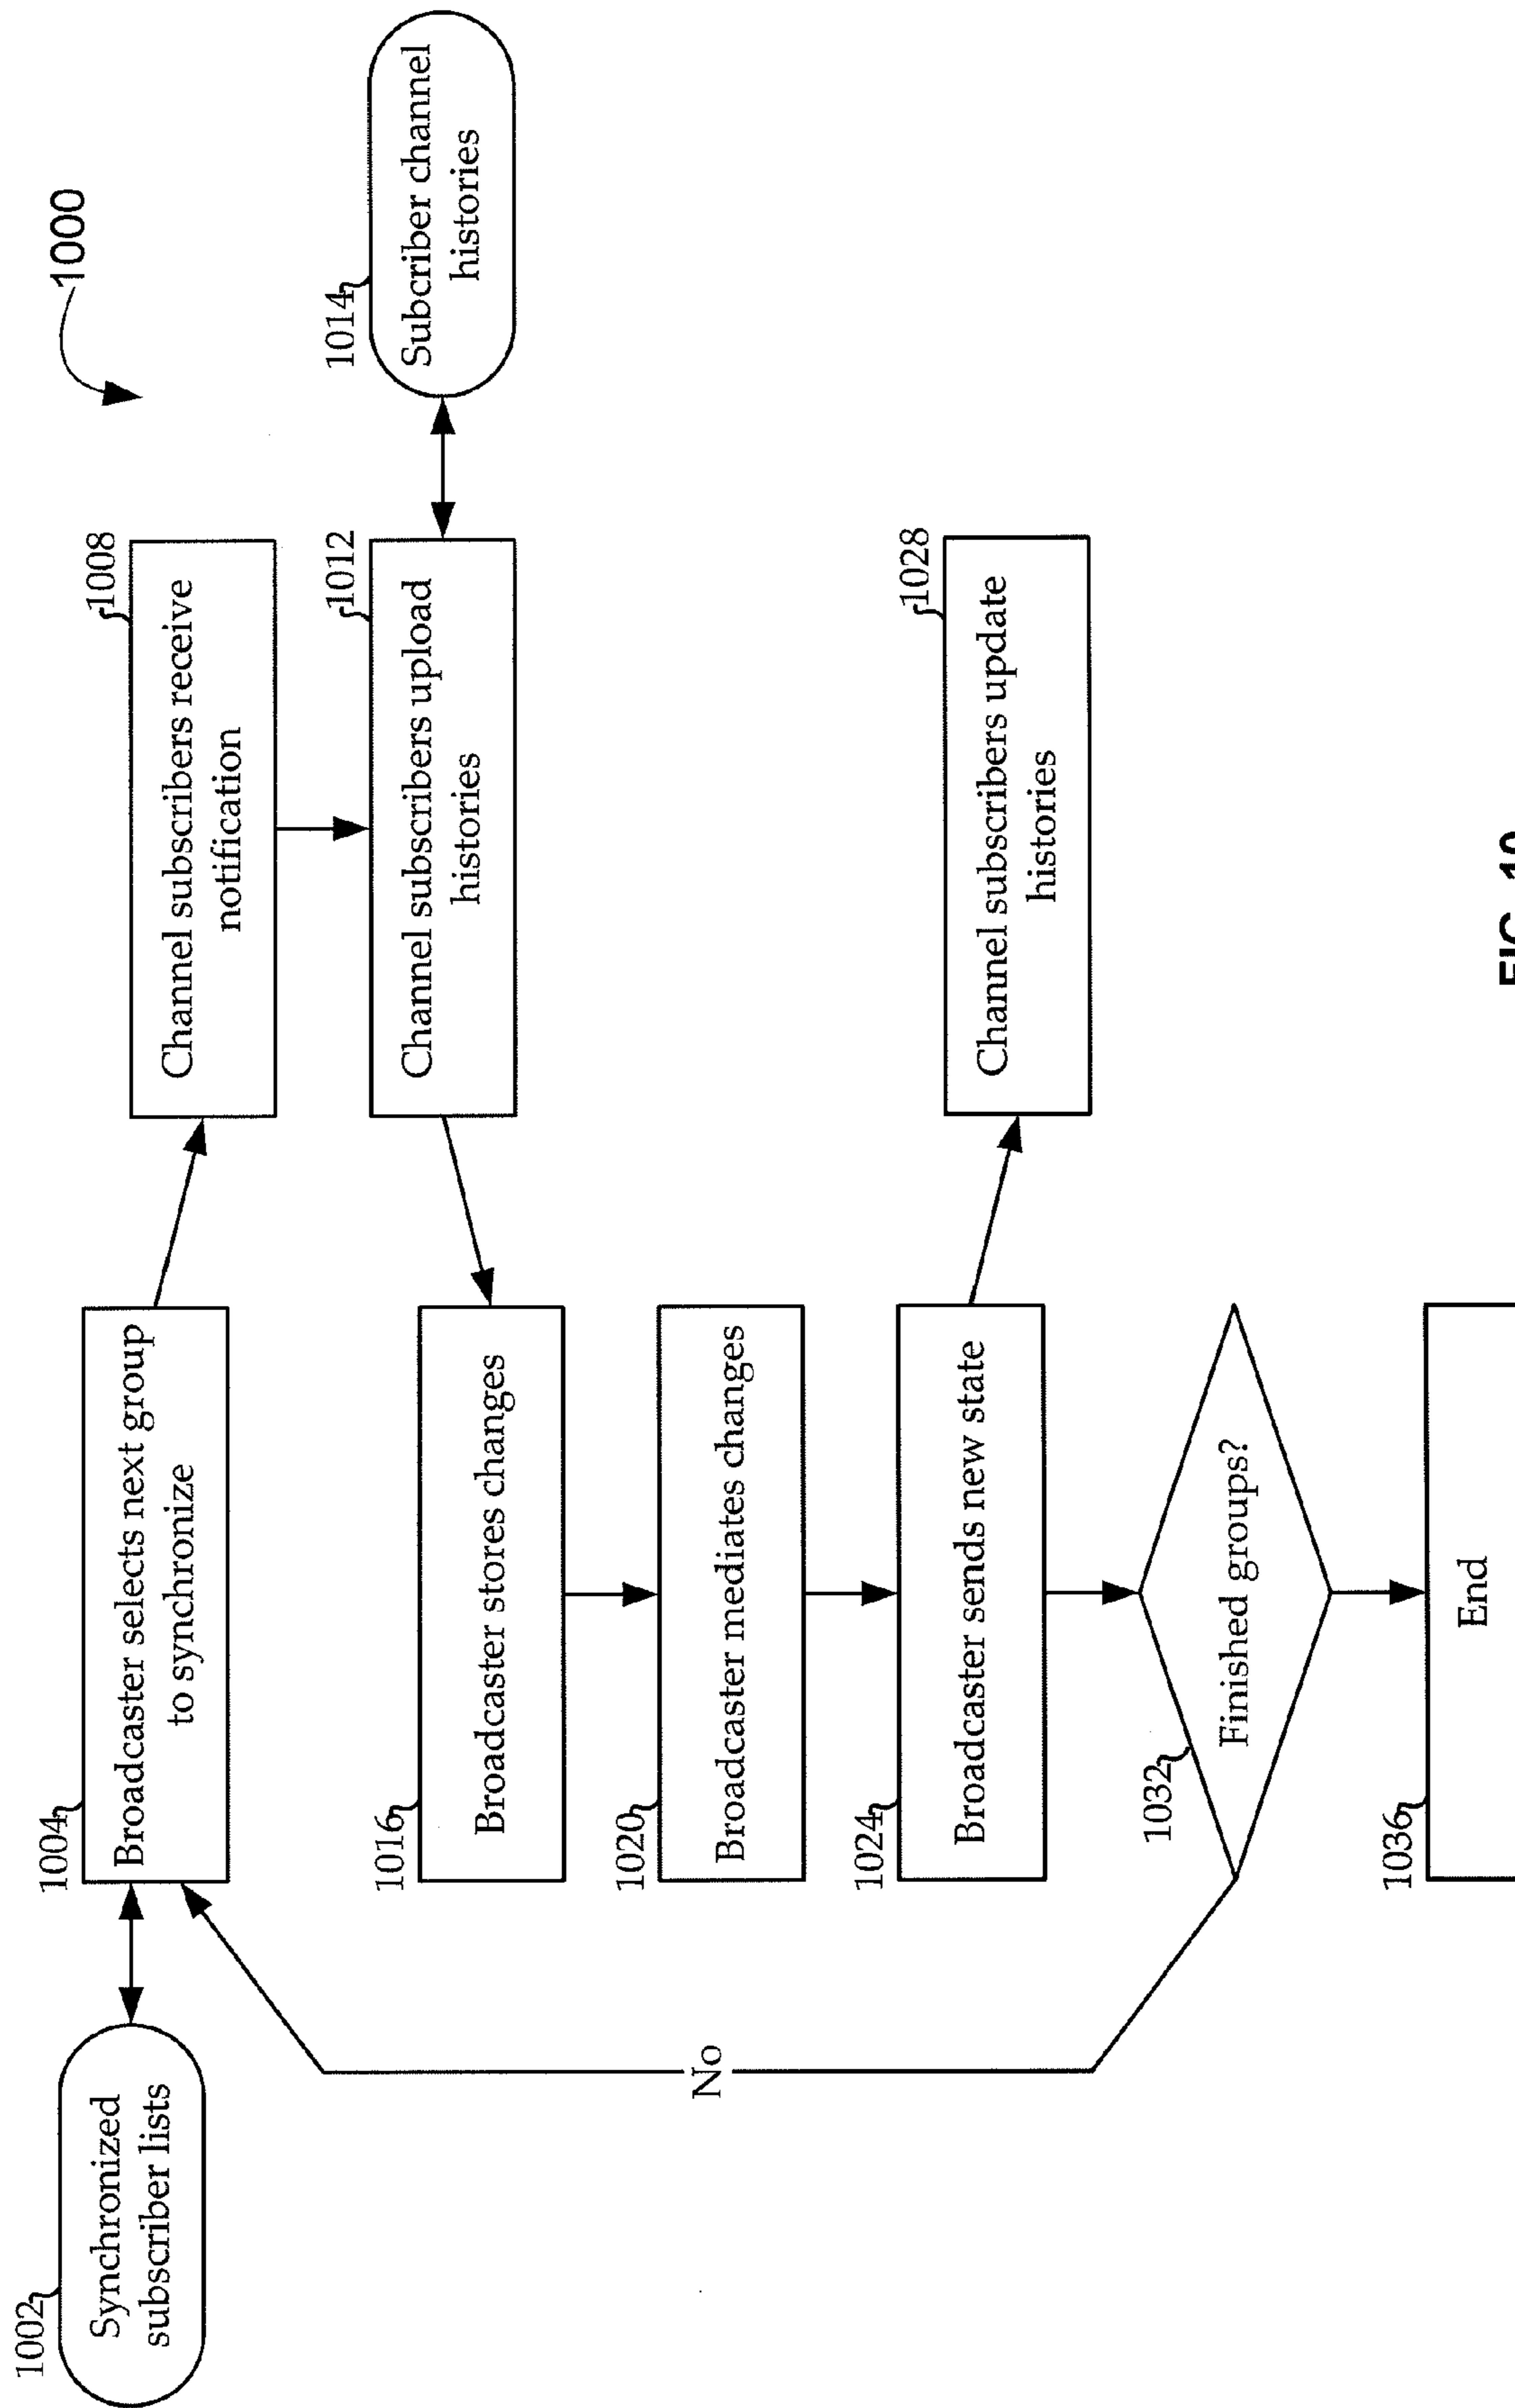 1000
1002
Synchronized
subscriber lists
1004
Broadcaster selects next group
to synchronize
1008
Channel subscribers receive
notification
1012
Channel subscribers upload
histories
1014
Subcriber channel
histories
1016
Broadcaster stores changes
1020
Broadcaster mediates changes
1024
Broadcaster sends new state
1028
Channel subscribers update
histories
1032
Finished groups?
No
1036
End
FIG. 10